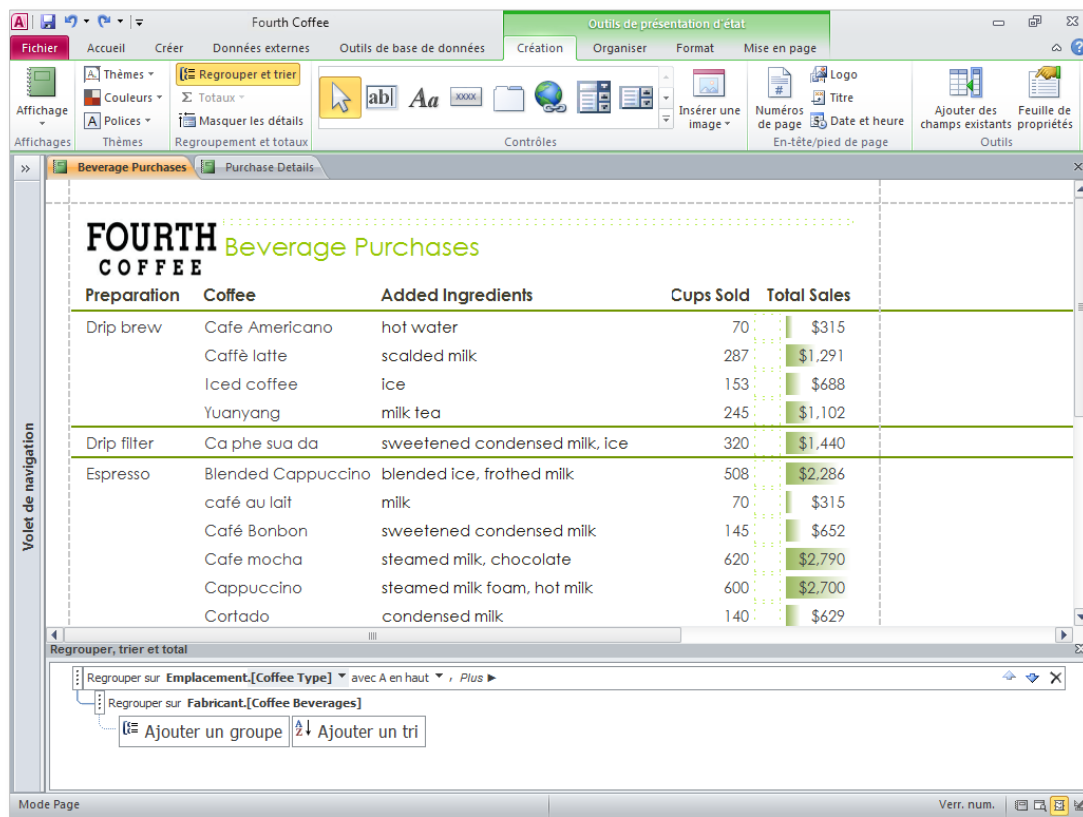 A Fourth Coffee Outils de présentation d'état
Fichier Accueil Créer Données externes Outils de base de données Création Organiser Format Mise en page
Affichage
Affichages
Thèmes
Couleurs
A Polices
Thèmes
Regrouper et trier
Σ Totaux
Masquer les détails
Regroupement et totaux
ab| Aa xxxx
Contrôles
Insérer une
image
#
Numéros
de page
Logo
Titre
Date et heure
En-tête/pied de page
Ajouter des
champs existants
Feuille de
propriétés
Outils
» Beverage Purchases Purchase Details
Volet de navigation
FOURTH
COFFEE
Beverage Purchases
Preparation Coffee Added Ingredients Cups Sold Total Sales
Drip brew Cafe Americano hot water 70 $315
Caffè latte scalded milk 287 $1,291
Iced coffee ice 153 $688
Yuanyang milk tea 245 $1,102
Drip filter Ca phe sua da sweetened condensed milk, ice 320 $1,440
Espresso Blended Cappuccino blended ice, frothed milk 508 $2,286
café au lait milk 70 $315
Café Bonbon sweetened condensed milk 145 $652
Cafe mocha steamed milk, chocolate 620 $2,790
Cappuccino steamed milk foam, hot milk 600 $2,700
Cortado condensed milk 140 $629
Regrouper, trier et total
Regrouper sur Emplacement.[Coffee Type] avec A en haut , Plus
Regrouper sur Fabricant.[Coffee Beverages]
Ajouter un groupe
Ajouter un tri
Mode Page Verr. num.